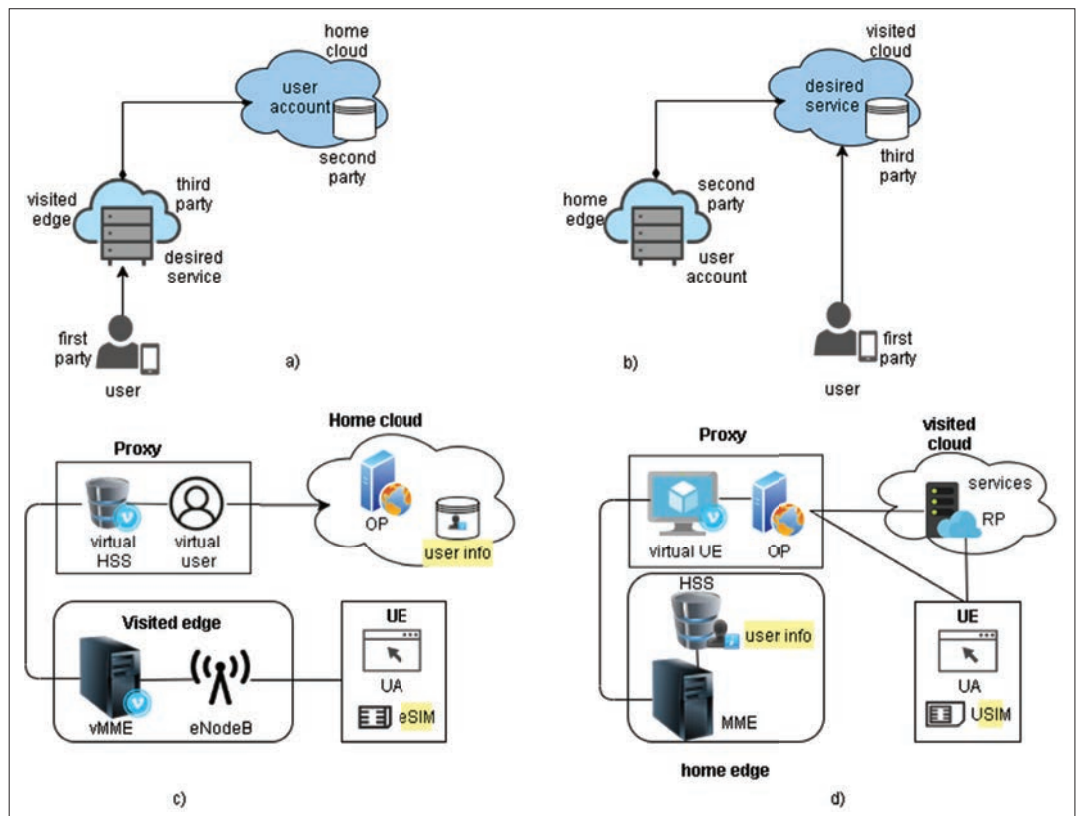 home
cloud
user
account
second
party
visited
edge
third
party
desired
service
first
party
user
a)
visited
cloud
desired
service
third
party
home
edge
second
party
user
account
first
party
user
b)
Proxy
virtual
HSS
virtual
user
Home cloud
OP
user info
Visited edge
vMME
eNodeB
UE
UA
eSIM
c)
Proxy
virtual UE
OP
visited
cloud
services
RP
HSS
user info
MME
home edge
UE
UA
USIM
d)